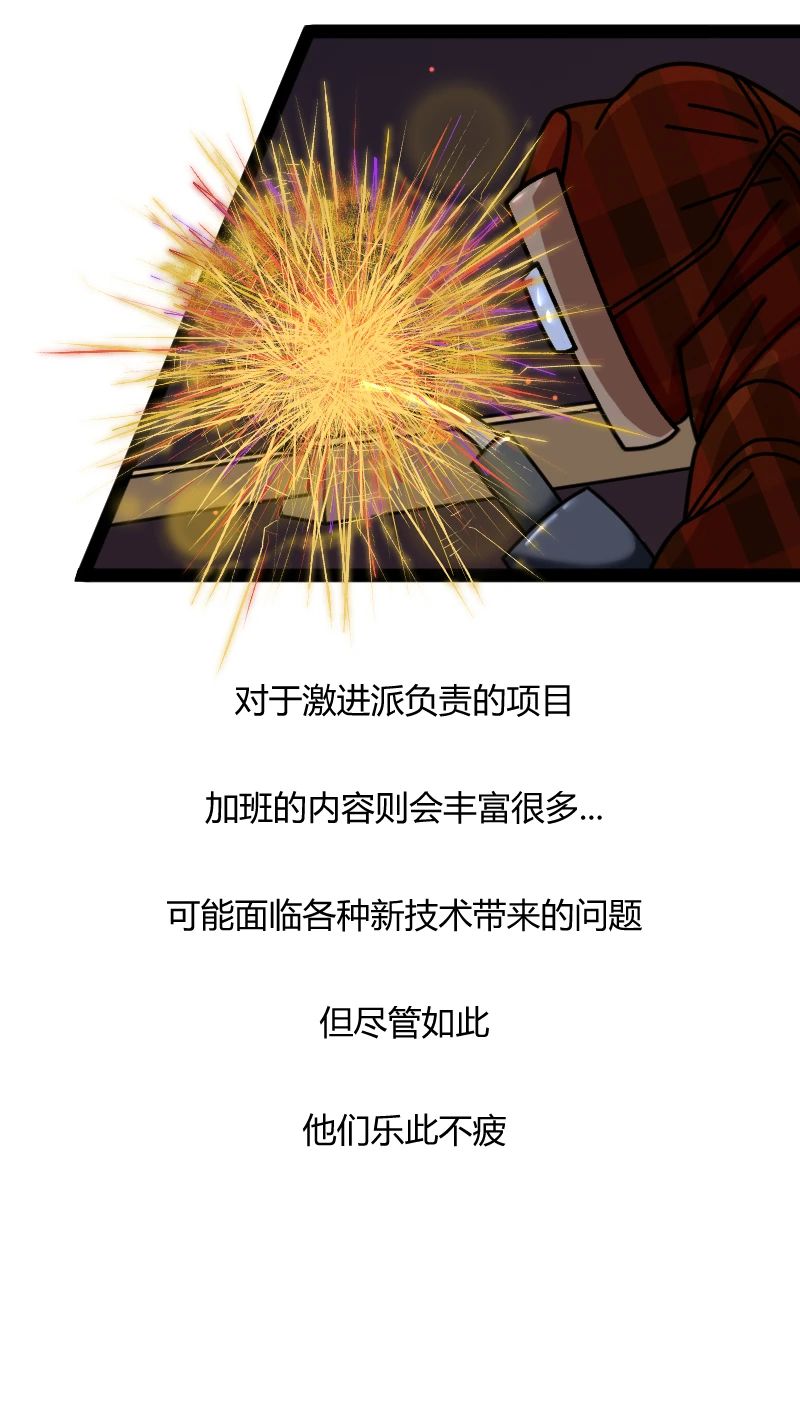 对于激进派负责的项目
加班的内容则会丰富很多...
可能面临各种新技术带来的问题
但尽管如此
他们乐此不疲